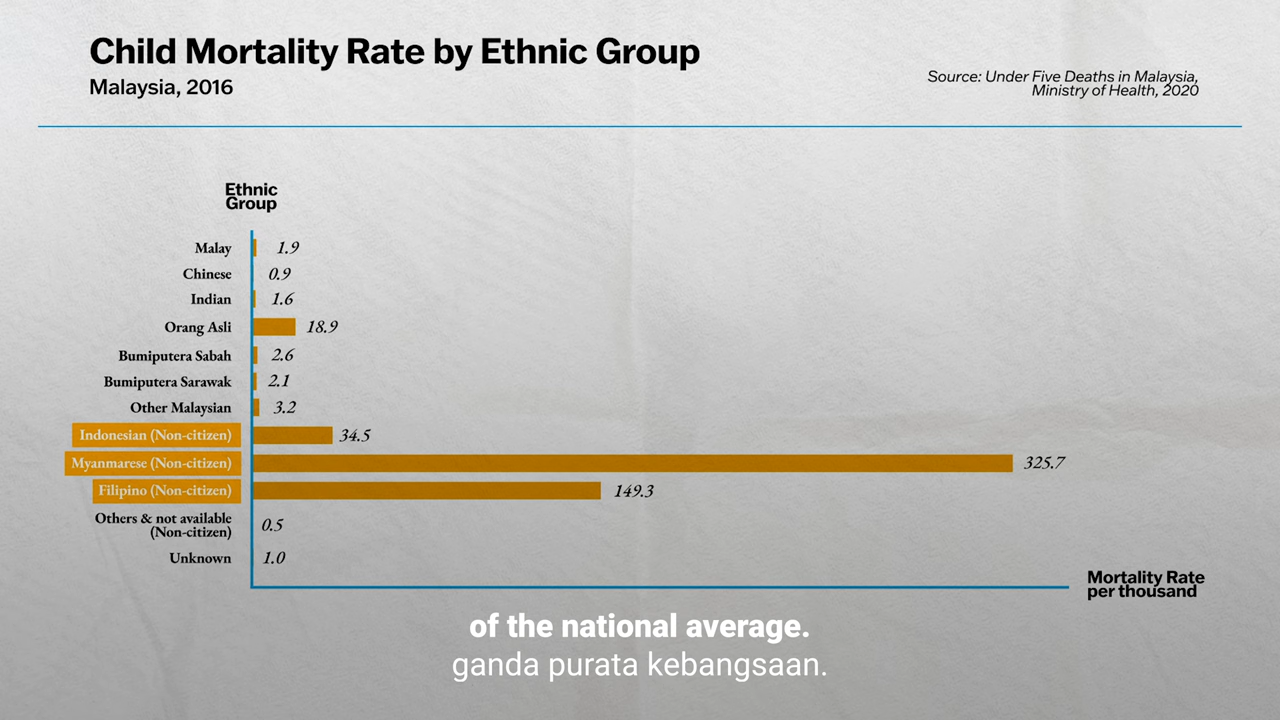 Child Mortality Rate by Ethnic Group
Malaysia, 2016
Source: Under Five Deaths in Malaysia,
Ministry of Health, 2020
Ethnic
Group
Malay 1.9
Chinese 0.9
Indian 1.6
Orang Asli 18.9
Bumiputera Sabah 2.6
Bumiputera Sarawak 2.1
Other Malaysian 3.2
Indonesian (Non-citizen) 34.5
Myanmarese (Non-citizen) 325.7
Filipino (Non-citizen) 149.3
Others & not available
(Non-citizen) 0.5
Unknown 1.0
Mortality Rate
per thousand
of the national average.
ganda purata kebangsaan.